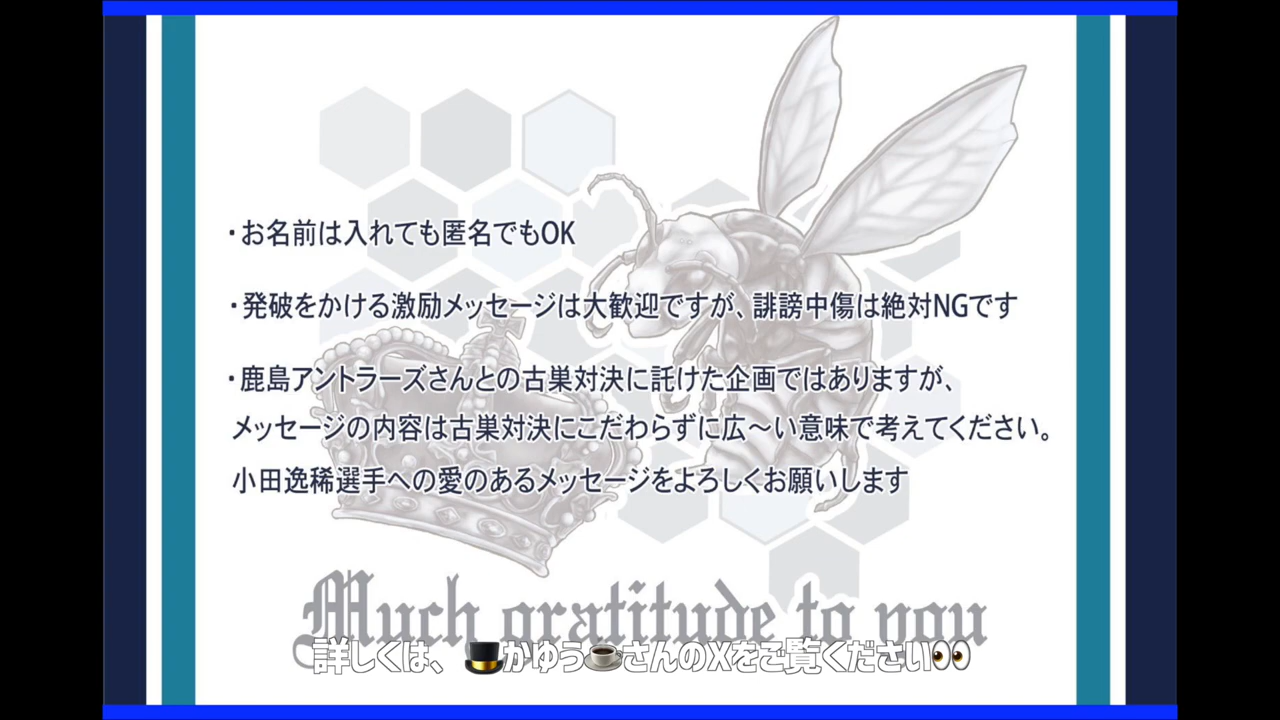 ・お名前は入れても匿名でもOK
・発破をかける激励メッセージは大歓迎ですが、誹謗中傷は絶対NGです
・鹿島アントラーズさんとの古巣対決に託けた企画ではありますが、
メッセージの内容は古巣対決にこだわらずに広〜い意味で考えてください。
小田逸稀選手への愛のあるメッセージをよろしくお願いします
Much gratitude to you
詳しくは、🎩かゆう☕さんのXをご覧ください👀